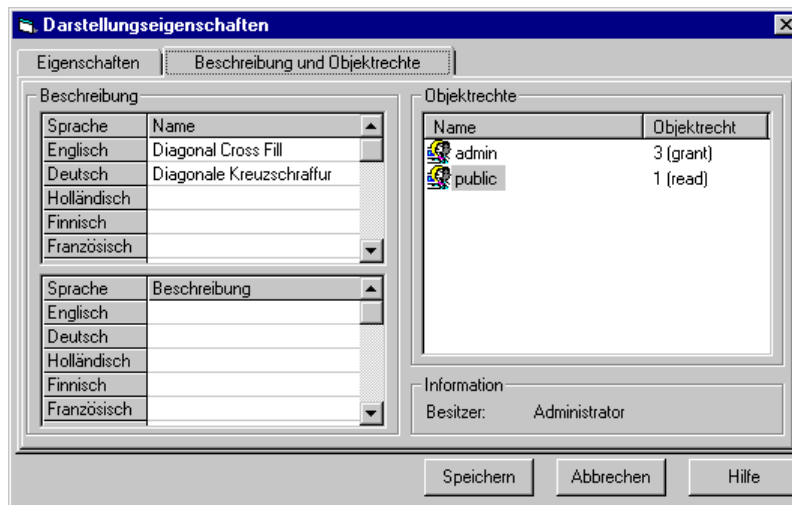 Darstellungseigenschaften
Eigenschaften Beschreibung und Objektrechte
Beschreibung
Sprache Name
Englisch Diagonal Cross Fill
Deutsch Diagonale Kreuzschraffur
Holländisch
Finnisch
Französisch
Sprache Beschreibung
Englisch
Deutsch
Holländisch
Finnisch
Französisch
Objektrechte
Name Objektrecht
admin 3 (grant)
public 1 (read)
Information
Besitzer: Administrator
Speichern Abbrechen Hilfe